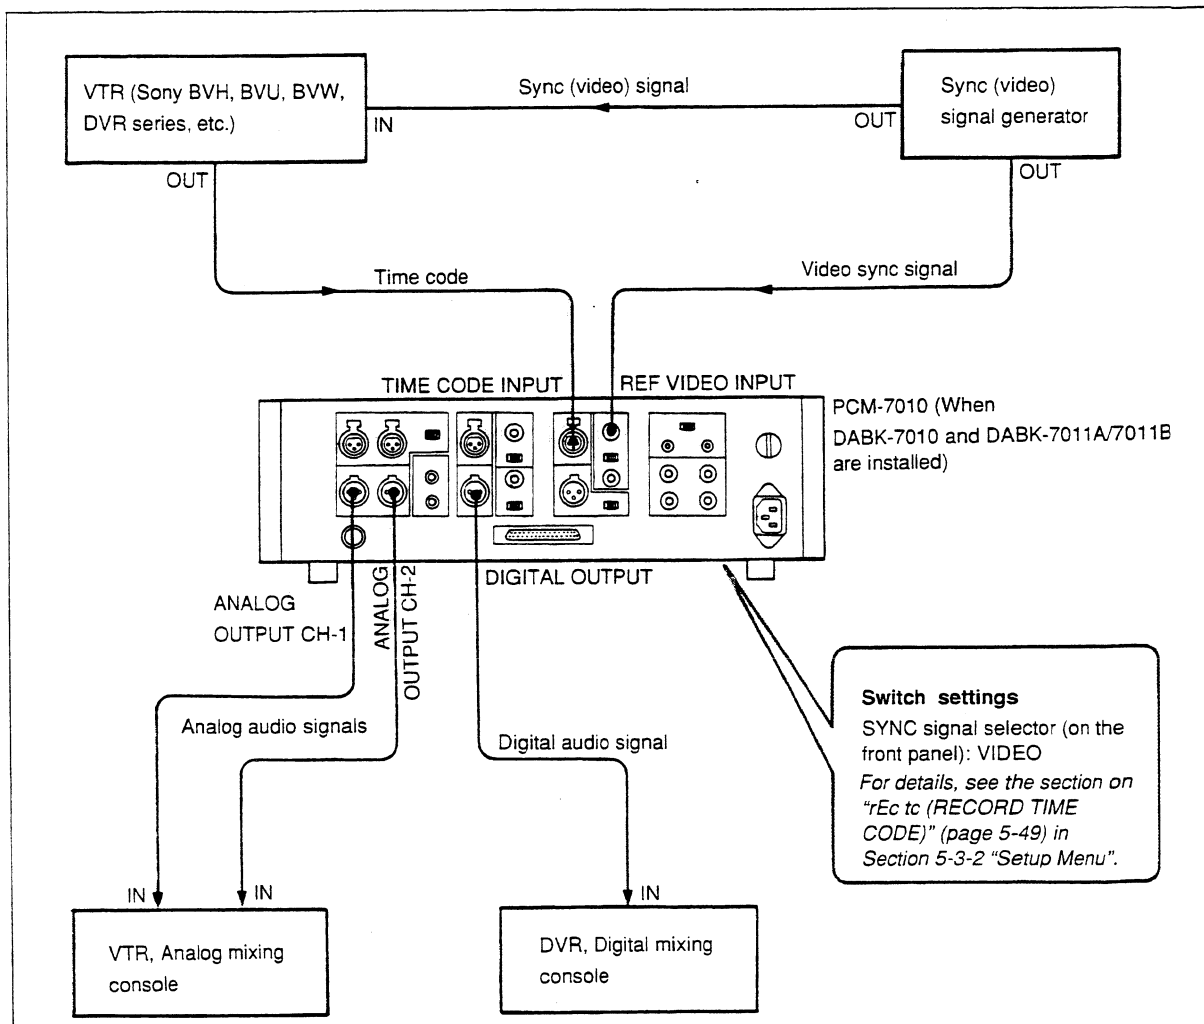 VTR (Sony BVH, BVU, BVW,
DVR series, etc.)
IN
OUT
Sync (video) signal
OUT
Sync (video)
signal generator
OUT
Time code
Video sync signal
TIME CODE INPUT
REF VIDEO INPUT
PCM-7010 (When
DABK-7010 and DABK-7011A/7011B
are installed)
DIGITAL OUTPUT
ANALOG
OUTPUT CH-1
ANALOG
OUTPUT CH-2
Analog audio signals
Digital audio signal
Switch settings
SYNC signal selector (on the
front panel): VIDEO
For details, see the section on
"rEc tc (RECORD TIME
CODE)" (page 5-49) in
Section 5-3-2 "Setup Menu".
IN
IN
IN
VTR, Analog mixing
console
DVR, Digital mixing
console